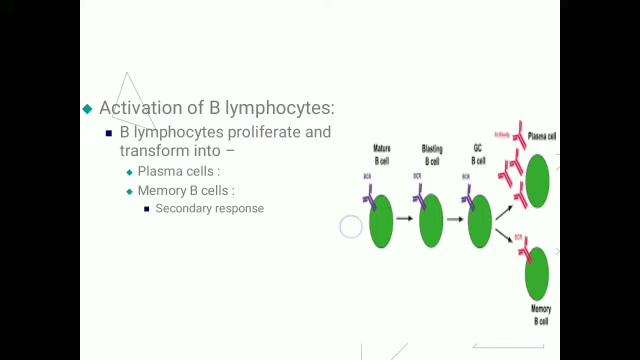 Activation of B lymphocytes:
B lymphocytes proliferate and
transform into –
Plasma cells :
Memory B cells :
Secondary response
Mature
B cell
Blasting
B cell
GC
B cell
Antibody
Plasma cell
BCR
BCR
BCR
BCR
Memory
B cell